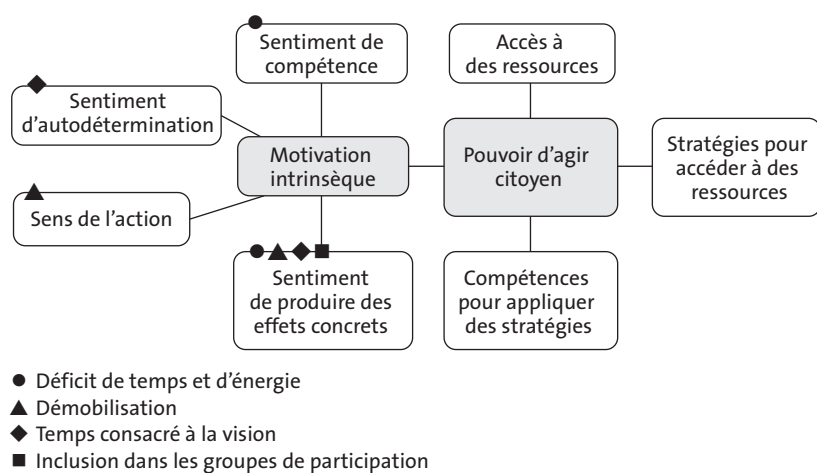 Sentiment de
compétence
Accès à
des ressources
Sentiment
d'autodétermination
Motivation
intrinsèque
Pouvoir d'agir
citoyen
Stratégies pour
accéder à des
ressources
Sens de l'action
Sentiment
de produire des
effets concrets
Compétences
pour appliquer
des stratégies
Déficit de temps et d'énergie
Démobilisation
Temps consacré à la vision
Inclusion dans les groupes de participation